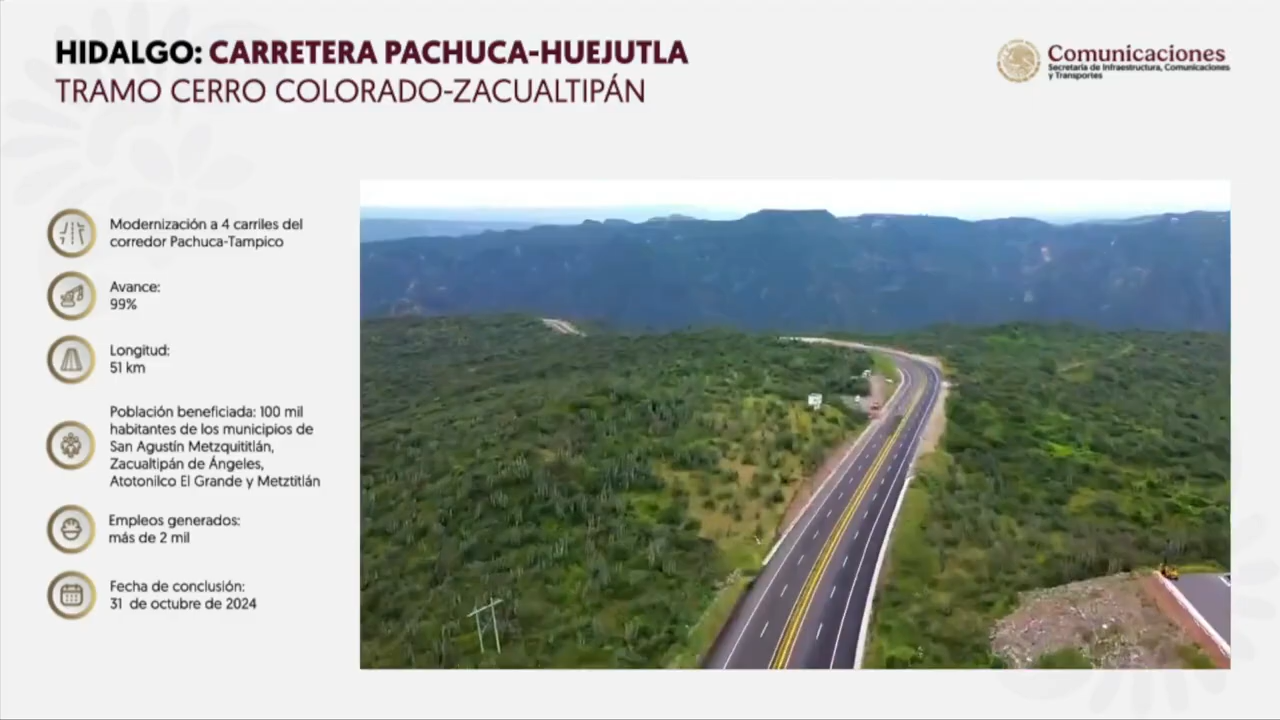 HIDALGO: CARRETERA PACHUCA-HUEJUTLA
TRAMO CERRO COLORADO-ZACUALTIPÁN
Comunicaciones
Secretaría de Infraestructura, Comunicaciones
y Transportes
Modernización a 4 carriles del
corredor Pachuca-Tampico
Avance:
99%
Longitud:
51 km
Población beneficiada: 100 mil
habitantes de los municipios de
San Agustín Metzquititlán,
Zacualtipán de Ángeles,
Atotonilco El Grande y Metztitlán
Empleos generados:
más de 2 mil
Fecha de conclusión:
31 de octubre de 2024